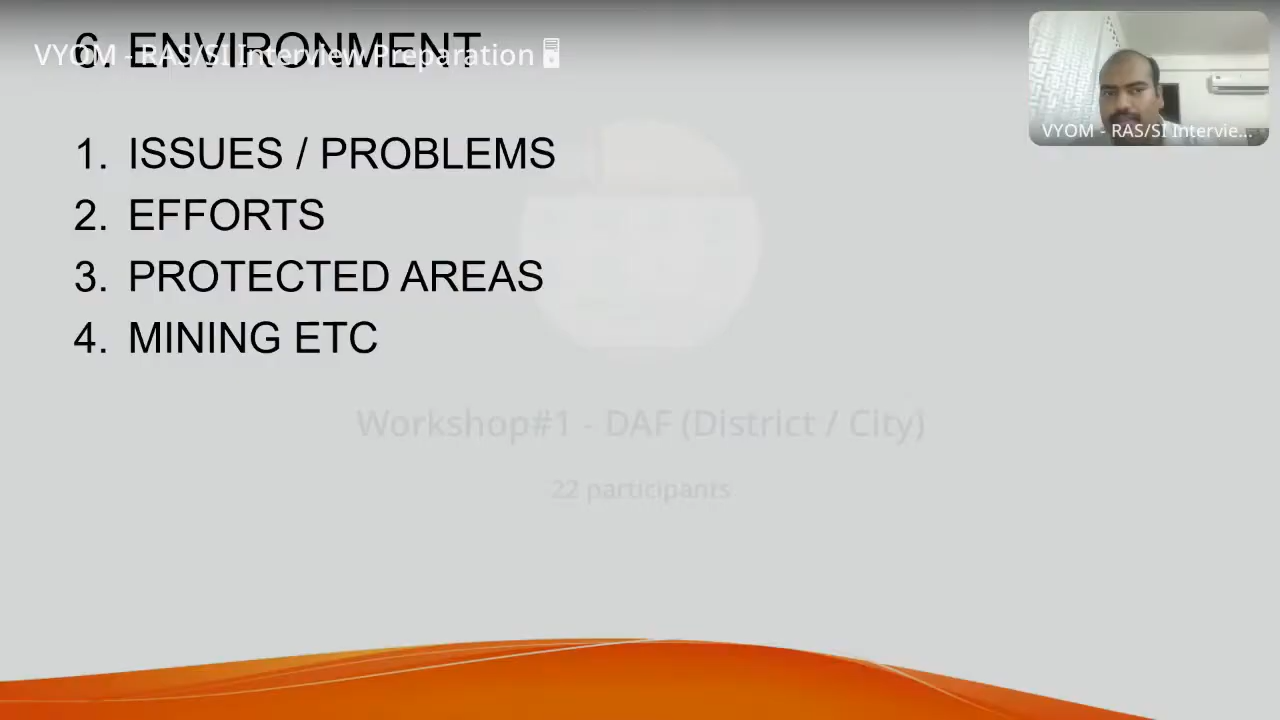 6. ENVIRONMENT
VYOM - RAS/SI Interview Preparation
VYOM - RAS/SI Intervie...
1. ISSUES / PROBLEMS
2. EFFORTS
3. PROTECTED AREAS
4. MINING ETC
Workshop#1 - DAF (District / City)
22 participants